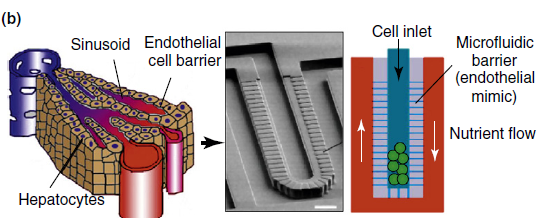 (b)
Sinusoid
Endothelial
cell barrier
Hepatocytes
Cell inlet
Microfluidic
barrier
(endothelial
mimic)
Nutrient flow